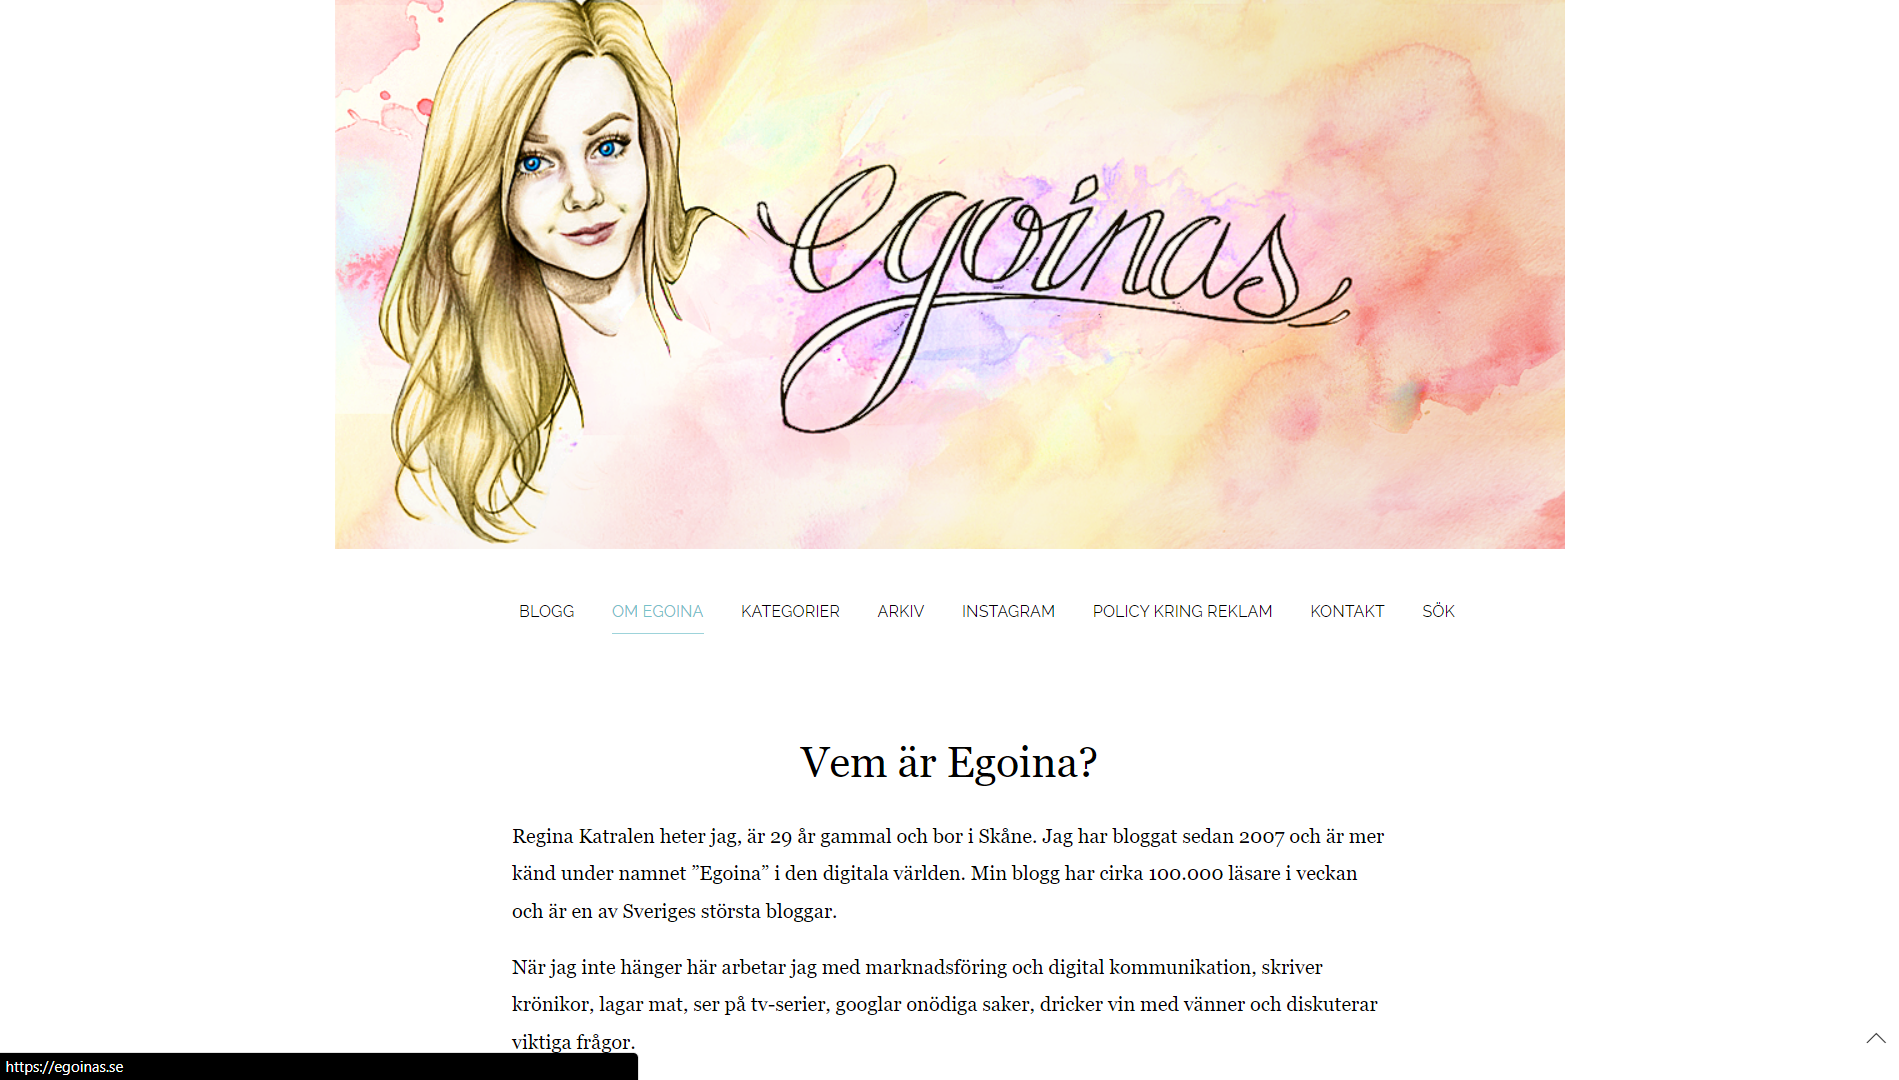 egoinas
BLOGG OM EGOINA KATEGORIER ARKIV INSTAGRAM POLICY KRING REKLAM KONTAKT SÖK
Vem är Egoina?
Regina Katralen heter jag, är 29 år gammal och bor i Skåne. Jag har bloggat sedan 2007 och är mer
känd under namnet ”Egoina” i den digitala världen. Min blogg har cirka 100.000 läsare i veckan
och är en av Sveriges största bloggar.
När jag inte hänger här arbetar jag med marknadsföring och digital kommunikation, skriver
krönikor, lagar mat, ser på tv-serier, googlar onödiga saker, dricker vin med vänner och diskuterar
viktiga frågor.
https://egoinas.se